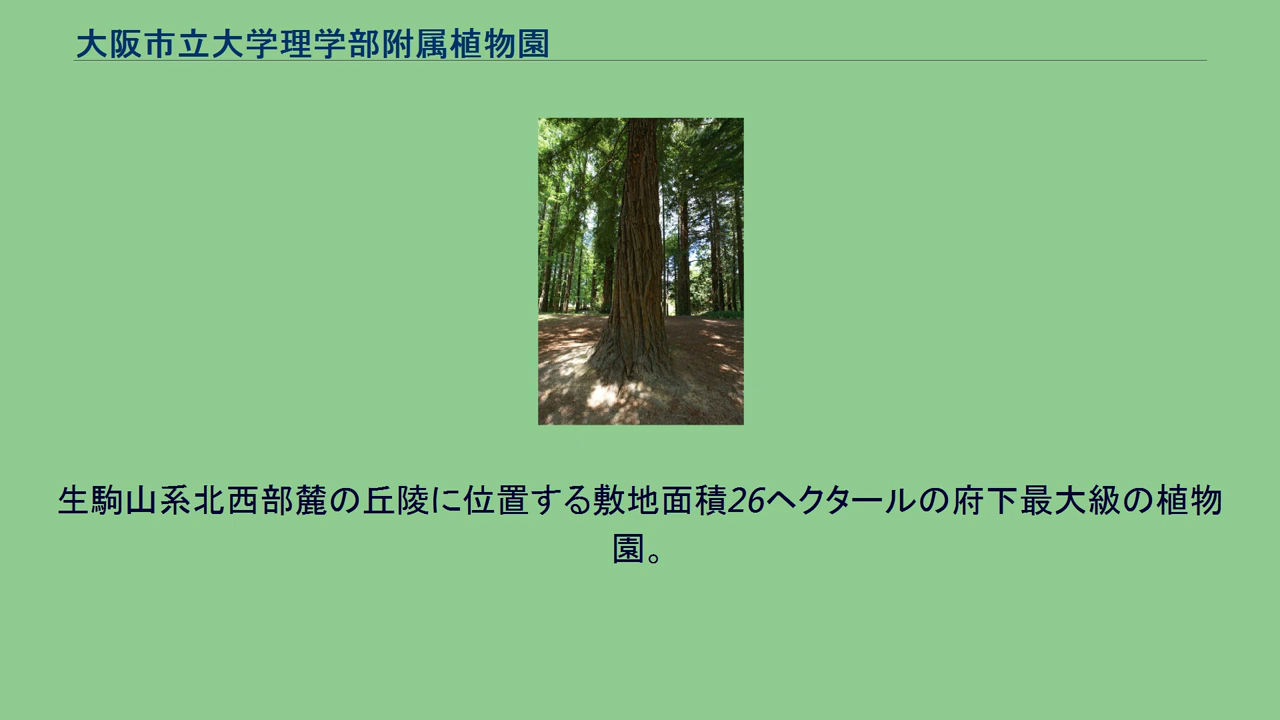 大阪市立大学理学部附属植物園
生駒山系北西部麓の丘陵に位置する敷地面積26ヘクタールの府下最大級の植物
園。